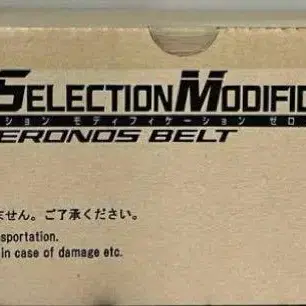 SELECTIONMODIFIC
ション モディフィケーション ゼロ
ERONOS BELT
ません。ご了承ください。
sportation.
in case of damage etc.